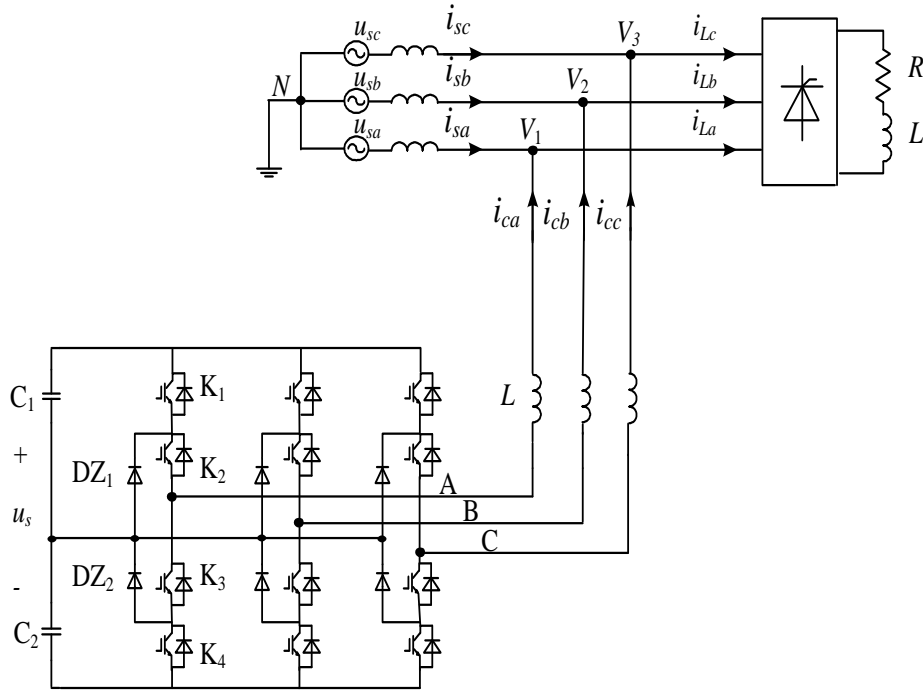 u_sc i_sc V_3 i_Lc
R
N u_sb i_sb V_2 i_Lb
u_sa i_sa V_1 i_La
L
i_ca i_cb i_cc
C_1 K_1 L
+ DZ_1 K_2
A
u_s B
C
- DZ_2 K_3
C_2 K_4